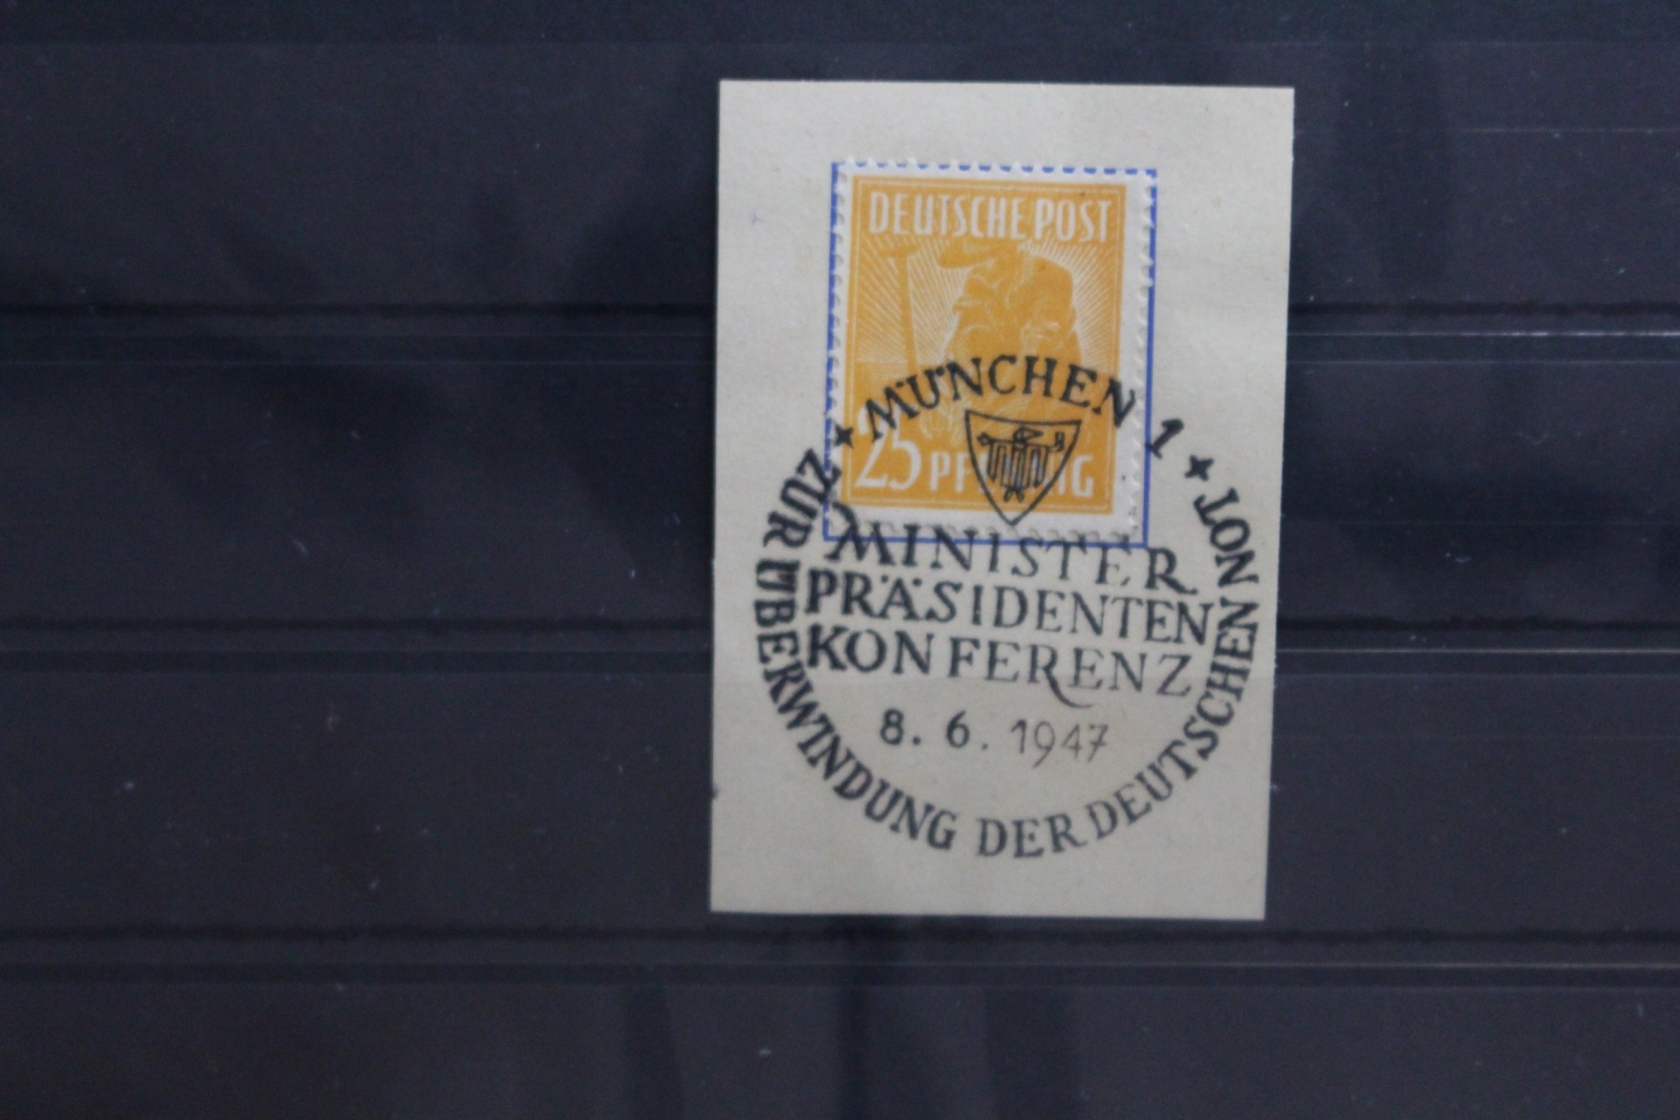 DEUTSCHE POST
25 PFENNIG
* MÜNCHEN 1 *
MINISTER
PRÄSIDENTEN
KONFERENZ
8. 6. 1947
ZUR ÜBERWINDUNG DER DEUTSCHEN NOT